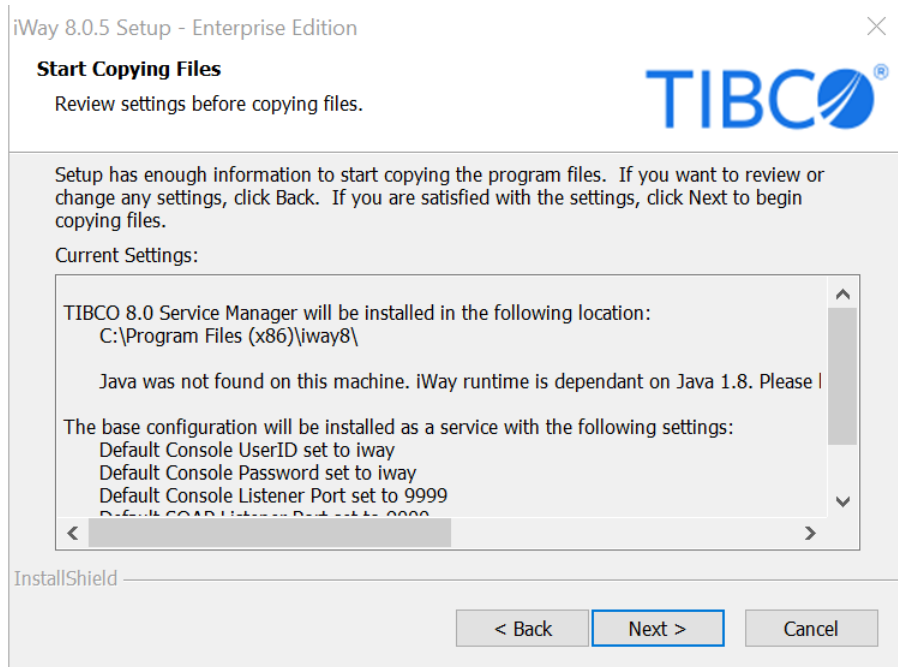 iWay 8.0.5 Setup - Enterprise Edition
Start Copying Files
Review settings before copying files.
TIBCO®
Setup has enough information to start copying the program files. If you want to review or
change any settings, click Back. If you are satisfied with the settings, click Next to begin
copying files.
Current Settings:
TIBCO 8.0 Service Manager will be installed in the following location:
C:\Program Files (x86)\iway8\
Java was not found on this machine. iWay runtime is dependant on Java 1.8. Please
The base configuration will be installed as a service with the following settings:
Default Console UserID set to iway
Default Console Password set to iway
Default Console Listener Port set to 9999
Default SOAP Listener Port set to
InstallShield
< Back
Next >
Cancel